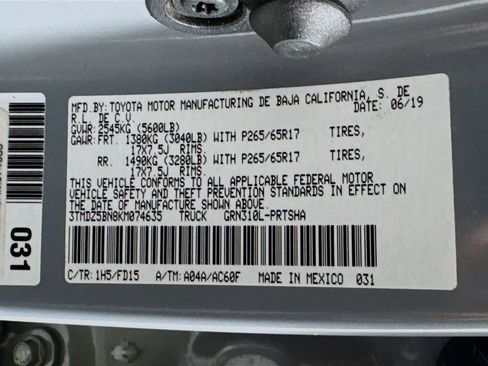 MFD.BY: TOYOTA MOTOR MANUFACTURING DE BAJA CALIFORNIA, S. DE
R.L. DE C.V. DATE: 06/19
GVWR: 2545KG (5600LB)
GAWR: FRT. 1380KG (3040LB) WITH P265/65R17 TIRES,
17X7.5J RIMS.
RR. 1490KG (3280LB) WITH P265/65R17 TIRES,
17X7.5J RIMS.
THIS VEHICLE CONFORMS TO ALL APPLICABLE FEDERAL MOTOR
VEHICLE SAFETY AND THEFT PREVENTION STANDARDS IN EFFECT
ON THE DATE OF MANUFACTURE SHOWN ABOVE.
3TMDZ5BN8KM074635 TRUCK GRN310L-PRTSHA
C/TR: 1H5/FD15 A/TM: A04A/AC60F MADE IN MEXICO 031
031